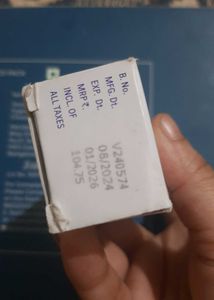 B. No. V240574
MFG. Dt. 08/2024
EXP. Dt. 01/2026
MRP ₹. 104.75
INCL. OF
ALL TAXES